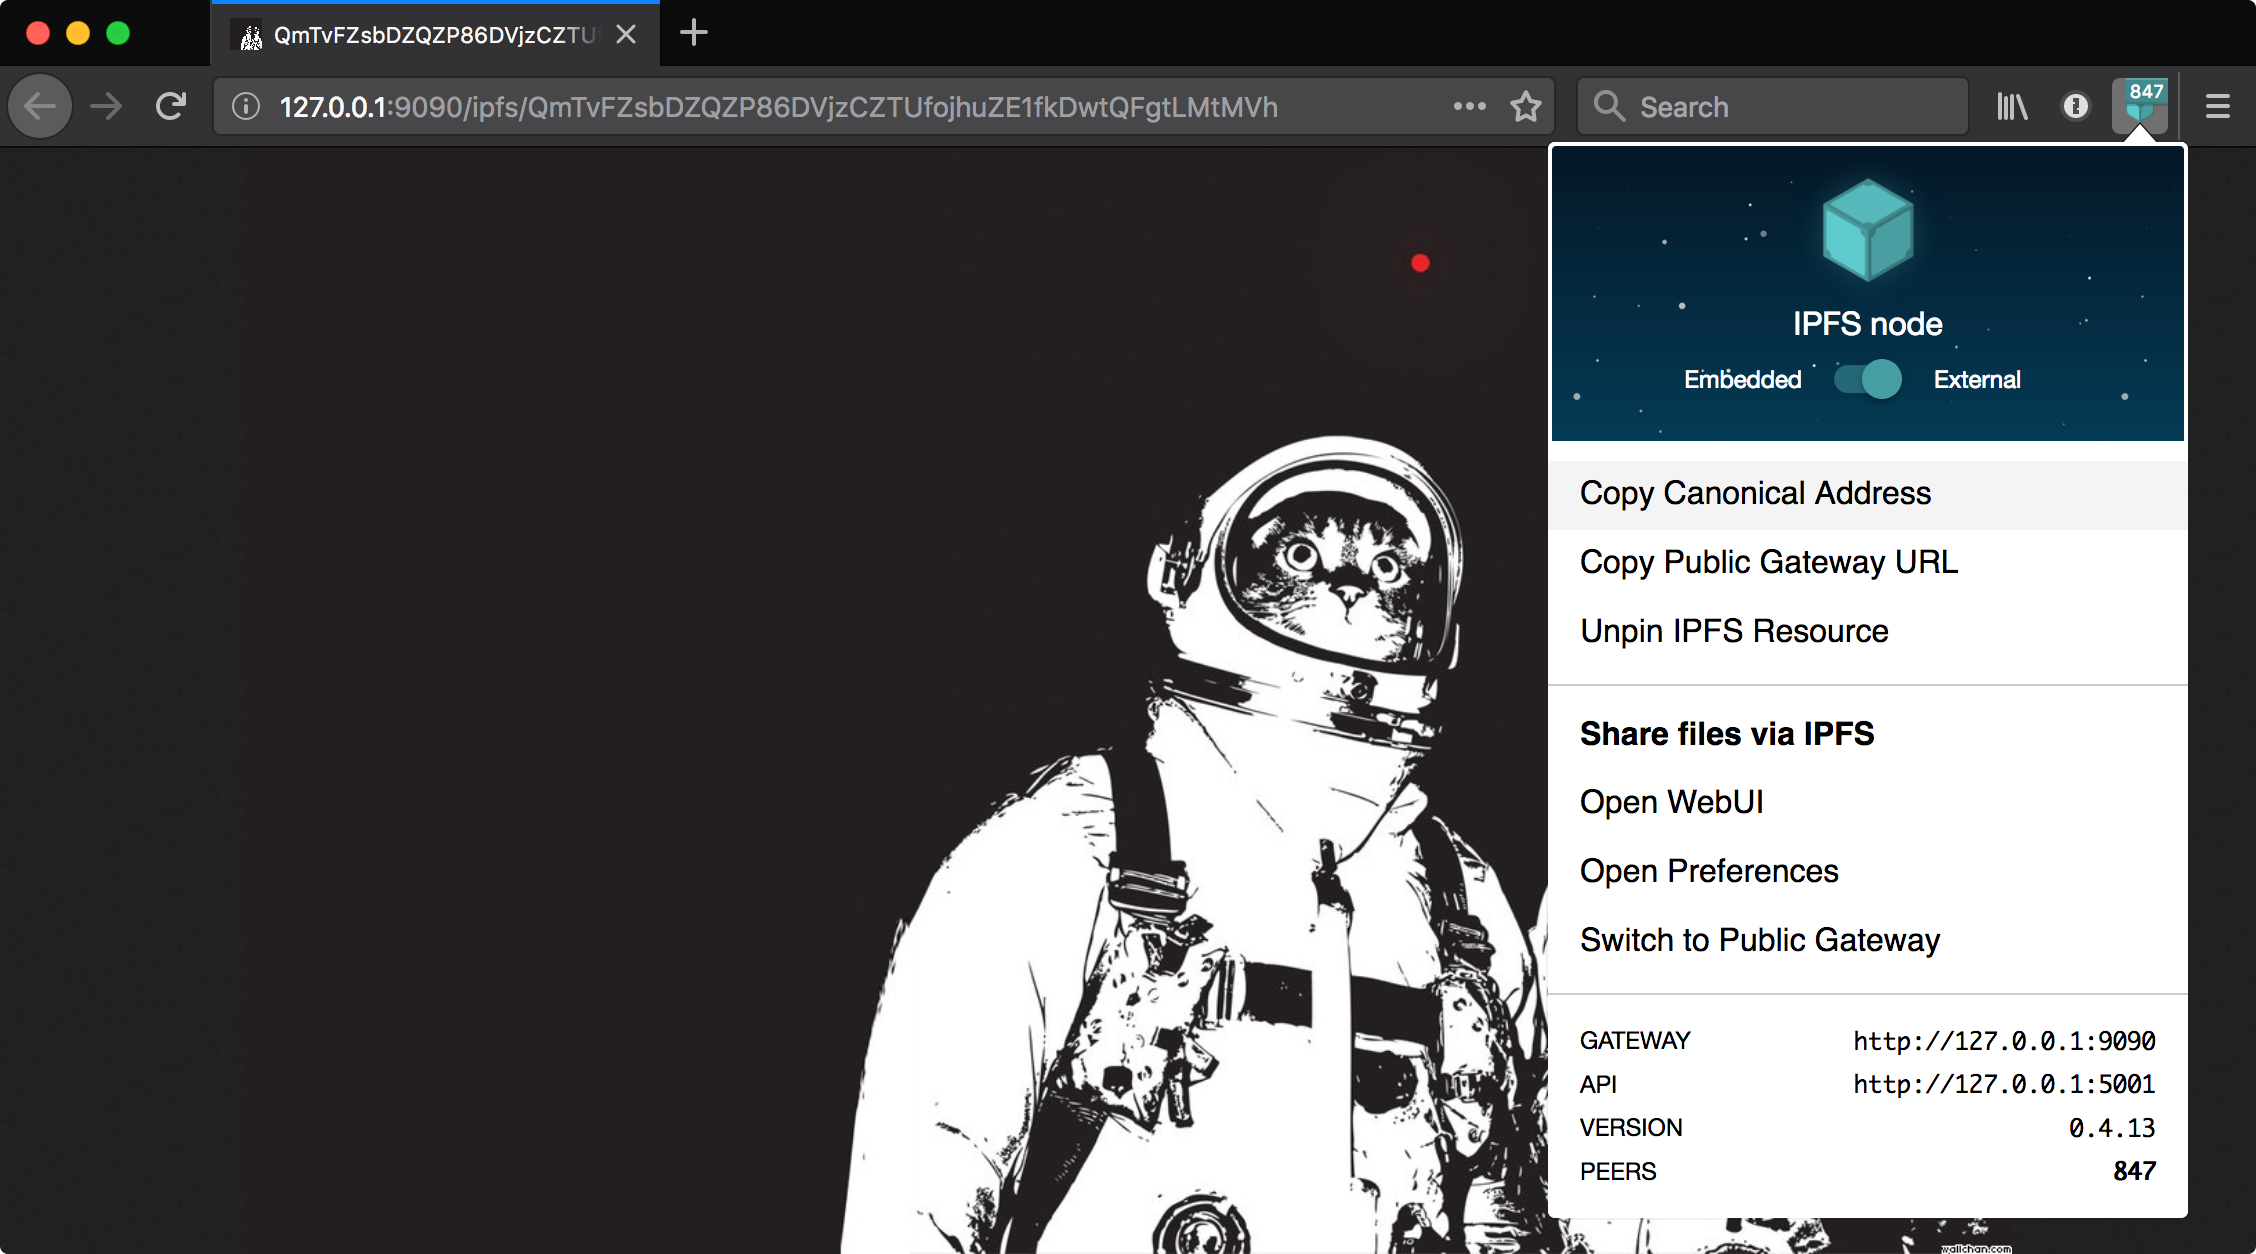 QmTvFZsbDZQZP86DVjzCZTU
127.0.0.1:9090/ipfs/QmTvFZsbDZQZP86DVjzCZTUfojhuZE1fkDwtQFgtLMtMVh
Search
847
IPFS node
Embedded
External
Copy Canonical Address
Copy Public Gateway URL
Unpin IPFS Resource
Share files via IPFS
Open WebUI
Open Preferences
Switch to Public Gateway
GATEWAY http://127.0.0.1:9090
API http://127.0.0.1:5001
VERSION 0.4.13
PEERS 847
wallchan.com